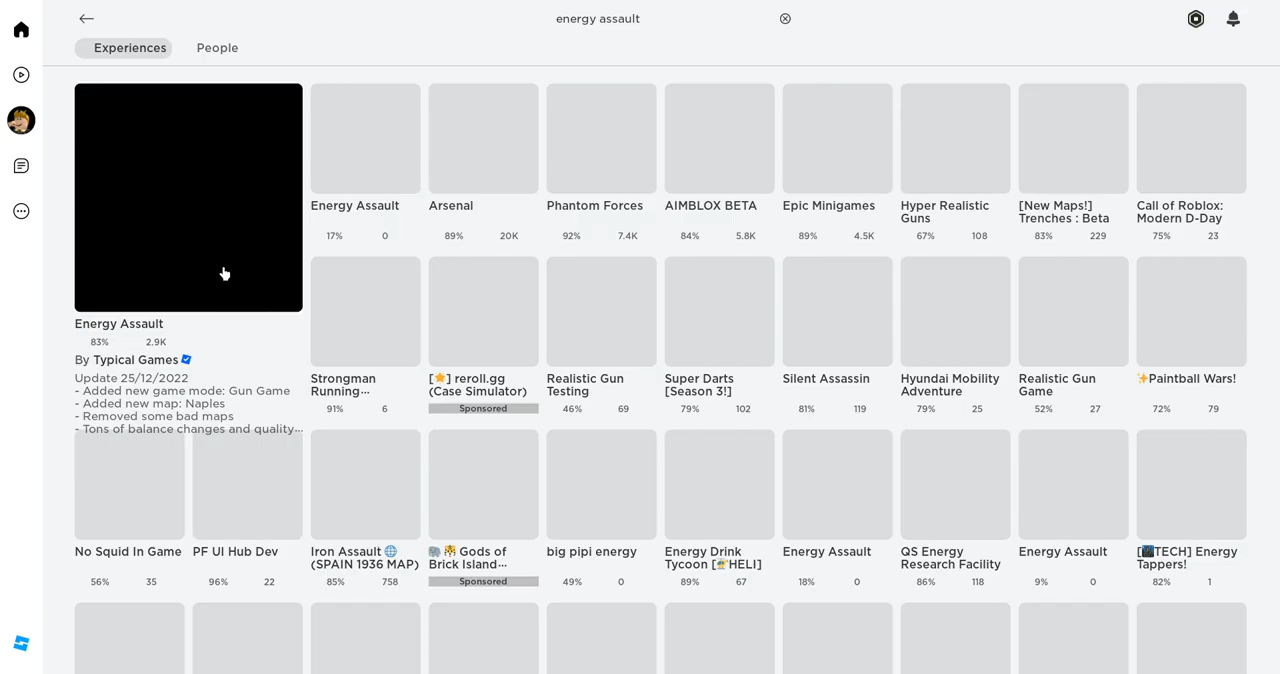 energy assault
Experiences
People
Energy Assault
83% 2.9K
By Typical Games
Update 25/12/2022
- Added new game mode: Gun Game
- Added new map: Naples
- Removed some bad maps
- Tons of balance changes and quality...
Energy Assault
17% 0
Arsenal
89% 20K
Phantom Forces
92% 7.4K
AIMBLOX BETA
84% 5.8K
Epic Minigames
89% 4.5K
Hyper Realistic
Guns
67% 108
[New Maps!]
Trenches : Beta
83% 229
Call of Roblox:
Modern D-Day
75% 23
Strongman
Running...
91% 6
[⭐] reroll.gg
(Case Simulator)
Sponsored
Realistic Gun
Testing
46% 69
Super Darts
[Season 3!]
79% 102
Silent Assassin
81% 119
Hyundai Mobility
Adventure
79% 25
Realistic Gun
Game
52% 27
✨Paintball Wars!
72% 79
No Squid In Game
56% 35
PF UI Hub Dev
96% 22
Iron Assault 🌐
(SPAIN 1936 MAP)
85% 758
🐘 🐯 Gods of
Brick Island...
Sponsored
big pipi energy
49% 0
Energy Drink
Tycoon [🚁HELI]
89% 67
Energy Assault
18% 0
QS Energy
Research Facility
86% 118
Energy Assault
9% 0
[🌃TECH] Energy
Tappers!
82% 1